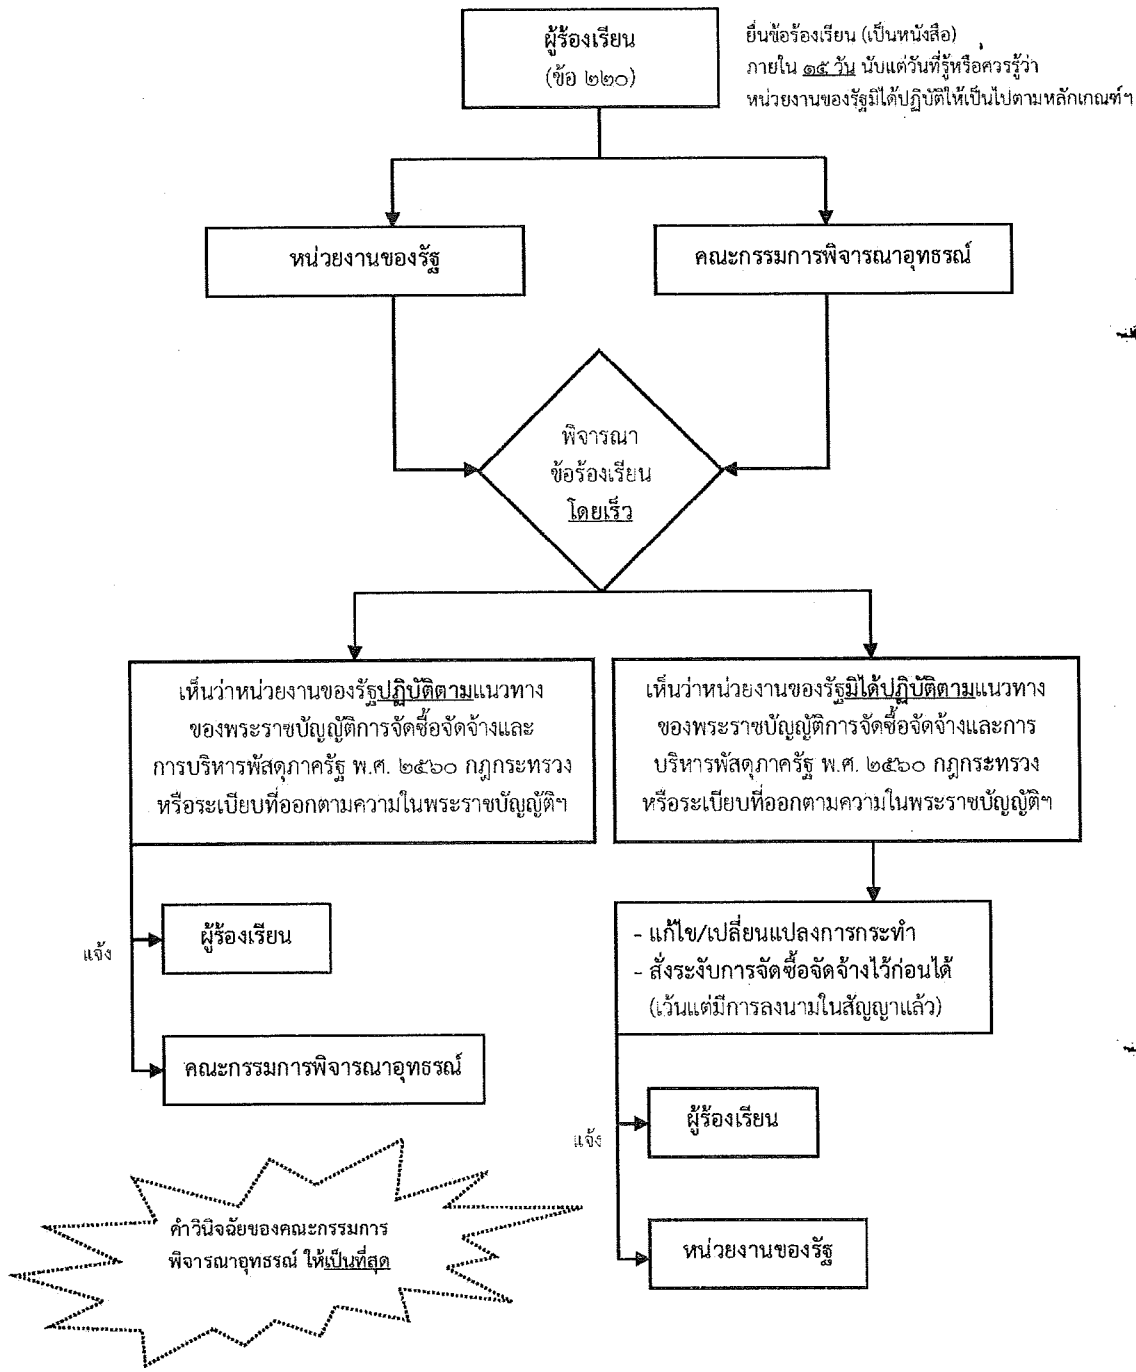 ผู้ร้องเรียน
(ข้อ ๒๒๐)
ยื่นข้อร้องเรียน (เป็นหนังสือ)
ภายใน ๑๕ วัน นับแต่วันที่รู้หรือควรรู้ว่า
หน่วยงานของรัฐมิได้ปฏิบัติให้เป็นไปตามหลักเกณฑ์ฯ
หน่วยงานของรัฐ
คณะกรรมการพิจารณาอุทธรณ์
พิจารณา
ข้อร้องเรียน
โดยเร็ว
เห็นว่าหน่วยงานของรัฐปฏิบัติตามแนวทาง
ของพระราชบัญญัติการจัดซื้อจัดจ้างและ
การบริหารพัสดุภาครัฐ พ.ศ. ๒๕๖๐ กฎกระทรวง
หรือระเบียบที่ออกตามความในพระราชบัญญัติฯ
เห็นว่าหน่วยงานของรัฐมิได้ปฏิบัติตามแนวทาง
ของพระราชบัญญัติการจัดซื้อจัดจ้างและการ
บริหารพัสดุภาครัฐ พ.ศ. ๒๕๖๐ กฎกระทรวง
หรือระเบียบที่ออกตามความในพระราชบัญญัติฯ
แจ้ง
ผู้ร้องเรียน
คณะกรรมการพิจารณาอุทธรณ์
- แก้ไข/เปลี่ยนแปลงการกระทำ
- สั่งระงับการจัดซื้อจัดจ้างไว้ก่อนได้
(เว้นแต่มีการลงนามในสัญญาแล้ว)
แจ้ง
ผู้ร้องเรียน
หน่วยงานของรัฐ
คำวินิจฉัยของคณะกรรมการ
พิจารณาอุทธรณ์ ให้เป็นที่สุด